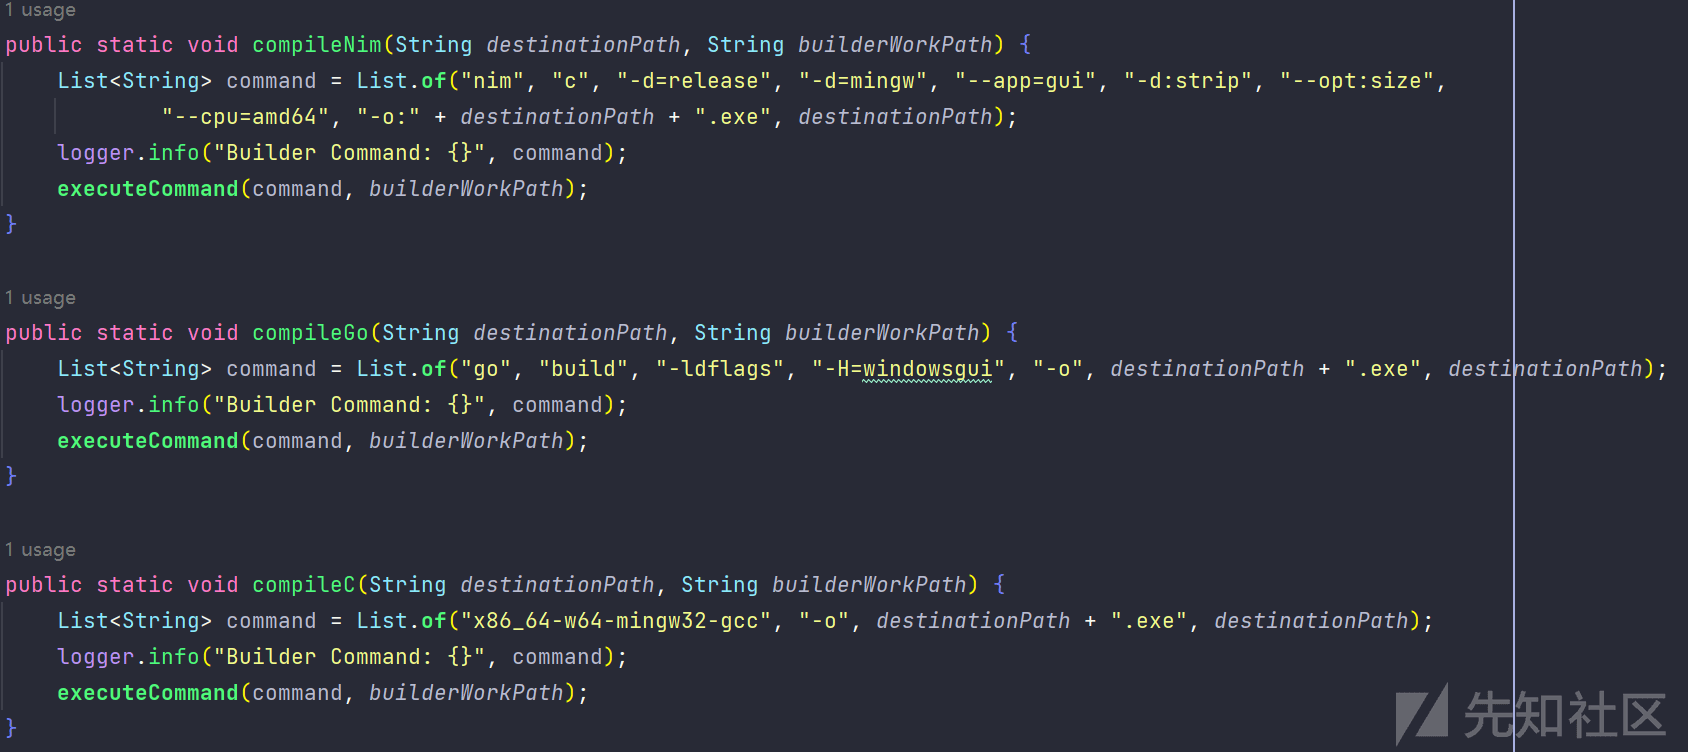 1 usage
public static void compileNim(String destinationPath, String builderWorkPath) {
    List<String> command = List.of("nim", "c", "-d=release", "-d=mingw", "--app=gui", "-d:strip", "--opt:size",
            "--cpu=amd64", "-o:" + destinationPath + ".exe", destinationPath);
    logger.info("Builder Command: {}", command);
    executeCommand(command, builderWorkPath);
}
1 usage
public static void compileGo(String destinationPath, String builderWorkPath) {
    List<String> command = List.of("go", "build", "-ldflags", "-H=windowsgui", "-o", destinationPath + ".exe", destinationPath);
    logger.info("Builder Command: {}", command);
    executeCommand(command, builderWorkPath);
}
1 usage
public static void compileC(String destinationPath, String builderWorkPath) {
    List<String> command = List.of("x86_64-w64-mingw32-gcc", "-o", destinationPath + ".exe", destinationPath);
    logger.info("Builder Command: {}", command);
    executeCommand(command, builderWorkPath);
}
先知社区